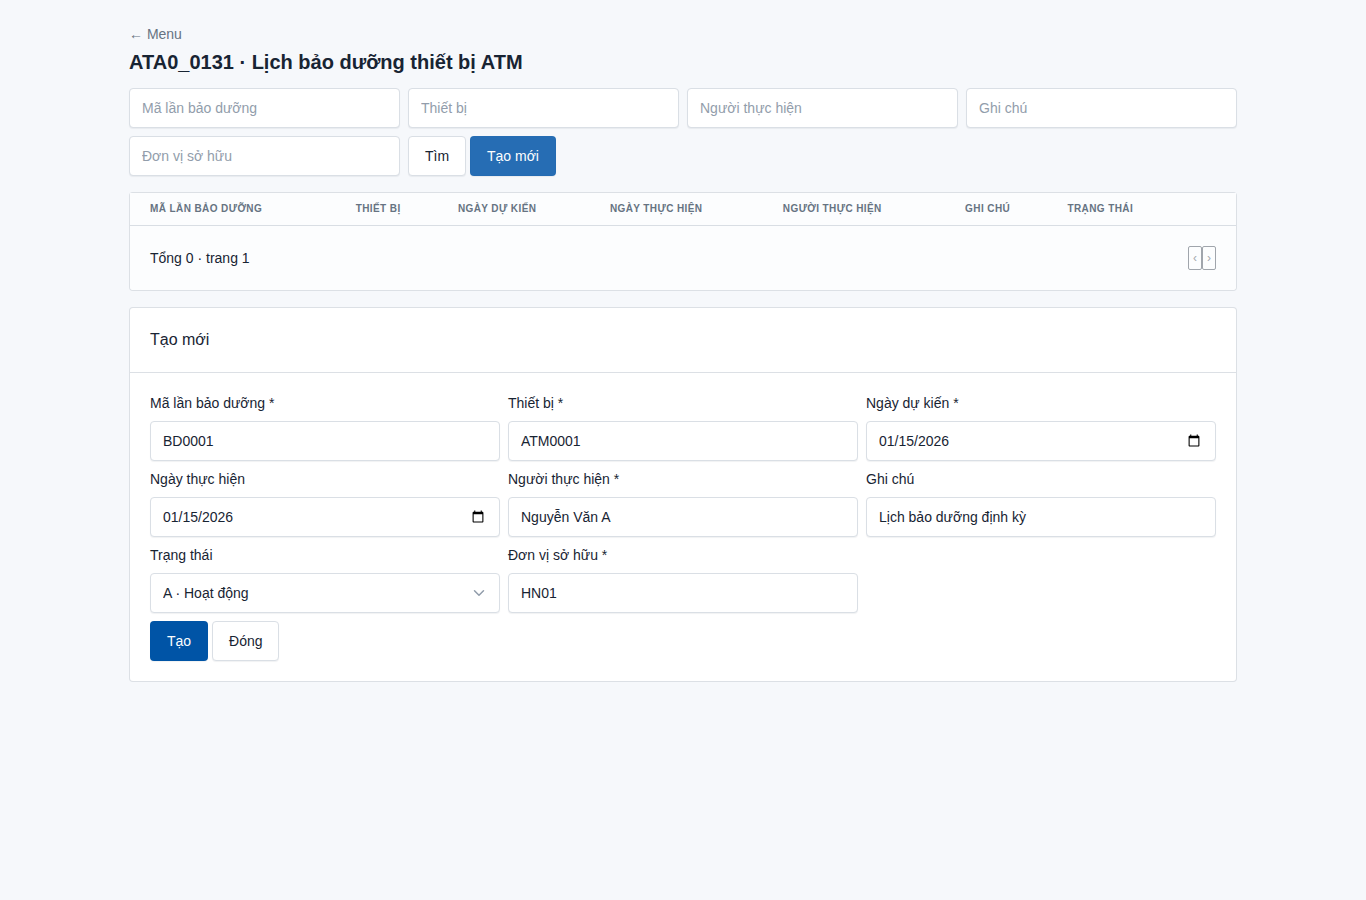 ← Menu
ATA0_0131 · Lịch bảo dưỡng thiết bị ATM
Mã lần bảo dưỡng Thiết bị Người thực hiện Ghi chú
Đơn vị sở hữu Tìm Tạo mới
MÃ LẦN BẢO DƯỠNG THIẾT BỊ NGÀY DỰ KIẾN NGÀY THỰC HIỆN NGƯỜI THỰC HIỆN GHI CHÚ TRẠNG THÁI
Tổng 0 · trang 1 ‹ ›
Tạo mới
Mã lần bảo dưỡng * Thiết bị * Ngày dự kiến *
BD0001 ATM0001 01/15/2026
Ngày thực hiện Người thực hiện * Ghi chú
01/15/2026 Nguyễn Văn A Lịch bảo dưỡng định kỳ
Trạng thái Đơn vị sở hữu *
A · Hoạt động HN01
Tạo Đóng